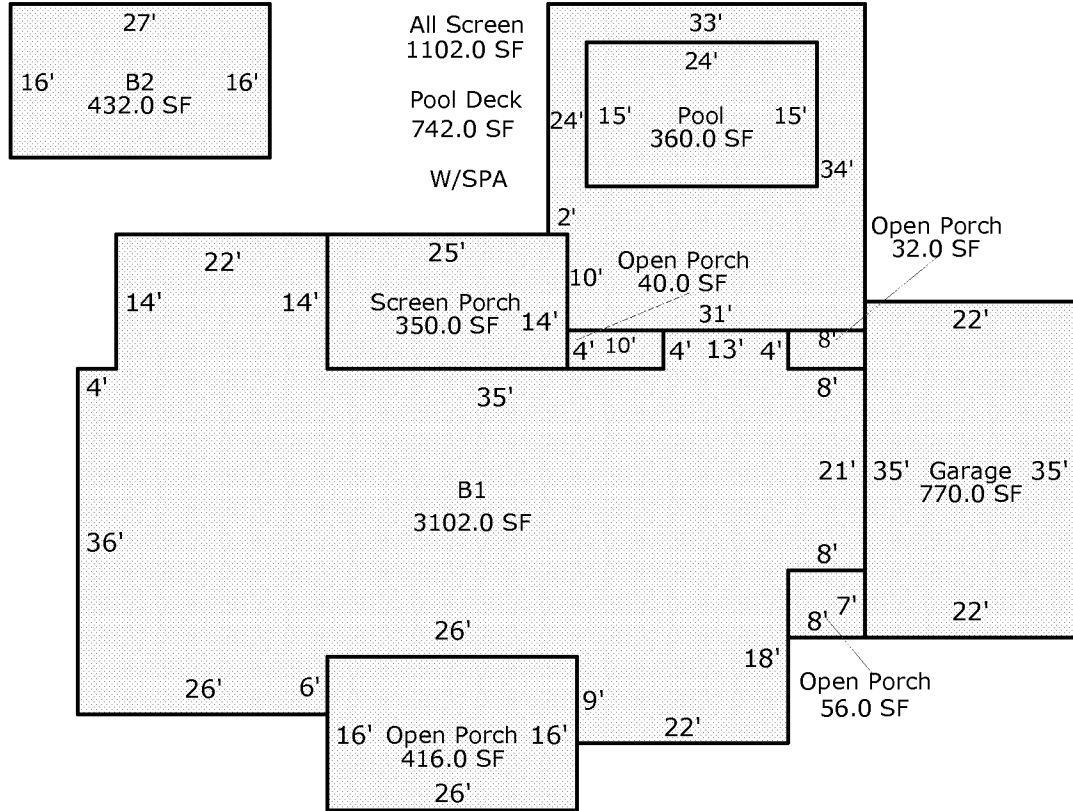 27'
16'
B2
16'
432.0 SF
All Screen
1102.0 SF
Pool Deck
742.0 SF
W/SPA
33'
24'
24'
15'
Pool
15'
360.0 SF
34'
2'
10'
31'
Open Porch
40.0 SF
Open Porch
32.0 SF
22'
14'
14'
25'
Screen Porch
350.0 SF
14'
4'
10'
4'
13'
4'
8'
8'
4'
35'
22'
21'
35'
Garage
35'
770.0 SF
22'
B1
3102.0 SF
36'
8'
7'
8'
Open Porch
56.0 SF
26'
26'
6'
18'
9'
22'
16'
Open Porch
16'
416.0 SF
26'